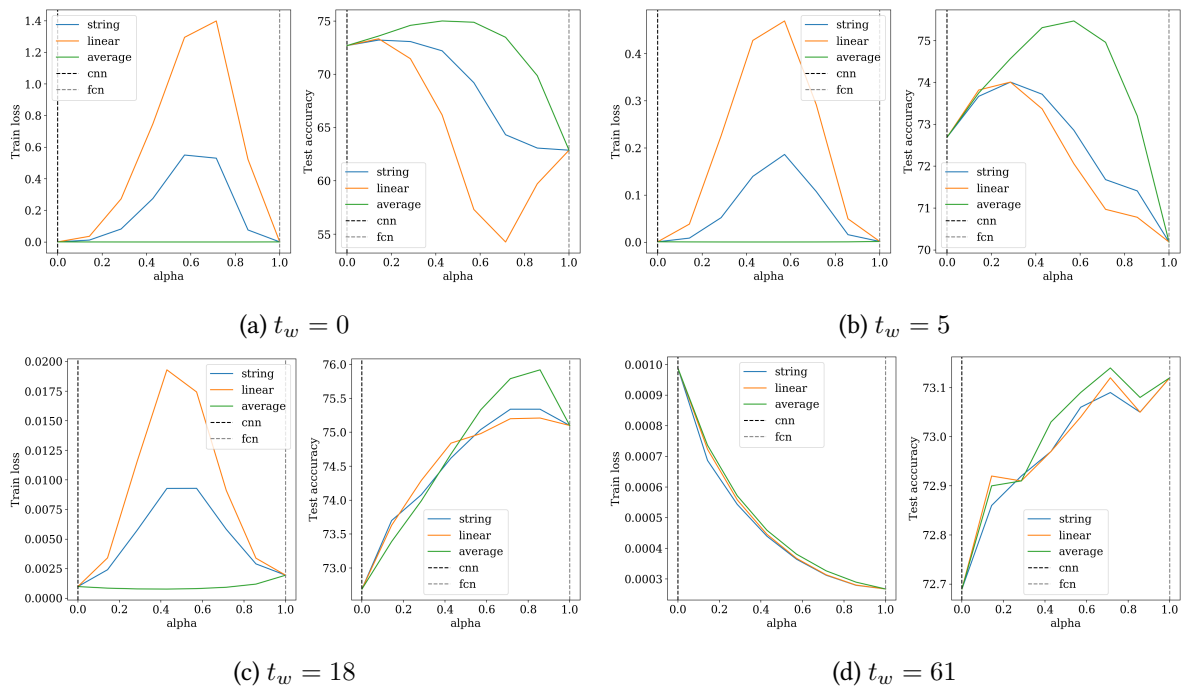 1.4
1.2
1.0
0.8
0.6
0.4
0.2
0.0
Train loss
string
linear
average
cnn
fcn
0.0 0.2 0.4 0.6 0.8 1.0
alpha
75
70
65
60
55
Test acccuracy
string
linear
average
cnn
fcn
0.0 0.2 0.4 0.6 0.8 1.0
alpha
(a) t_w = 0
0.4
0.3
0.2
0.1
0.0
Train loss
string
linear
average
cnn
fcn
0.0 0.2 0.4 0.6 0.8 1.0
alpha
75
74
73
72
71
70
Test acccuracy
string
linear
average
cnn
fcn
0.0 0.2 0.4 0.6 0.8 1.0
alpha
(b) t_w = 5
0.0200
0.0175
0.0150
0.0125
0.0100
0.0075
0.0050
0.0025
0.0000
Train loss
string
linear
average
cnn
fcn
0.0 0.2 0.4 0.6 0.8 1.0
alpha
76.0
75.5
75.0
74.5
74.0
73.5
73.0
Test acccuracy
string
linear
average
cnn
fcn
0.0 0.2 0.4 0.6 0.8 1.0
alpha
(c) t_w = 18
0.0010
0.0009
0.0008
0.0007
0.0006
0.0005
0.0004
0.0003
Train loss
string
linear
average
cnn
fcn
0.0 0.2 0.4 0.6 0.8 1.0
alpha
73.1
73.0
72.9
72.8
72.7
Test acccuracy
string
linear
average
cnn
fcn
0.0 0.2 0.4 0.6 0.8 1.0
alpha
(d) t_w = 61